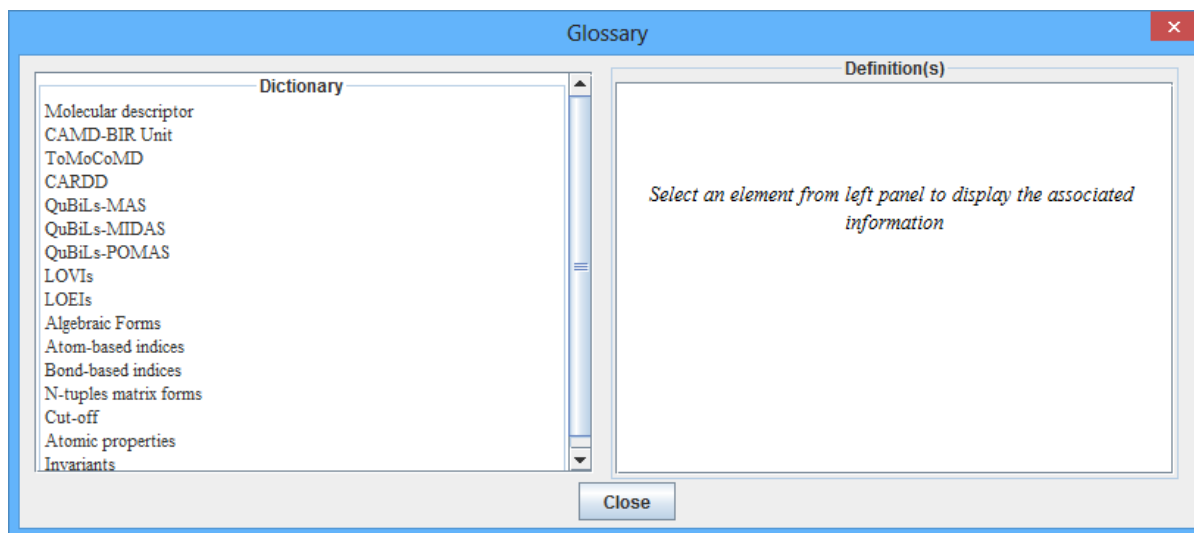 Glossary
Dictionary
Molecular descriptor
CAMD-BIR Unit
ToMoCoMD
CARDD
QuBiLs-MAS
QuBiLs-MIDAS
QuBiLs-POMAS
LOVIs
LOEIs
Algebraic Forms
Atom-based indices
Bond-based indices
N-tuples matrix forms
Cut-off
Atomic properties
Invariants
Definition(s)
Select an element from left panel to display the associated
information
Close